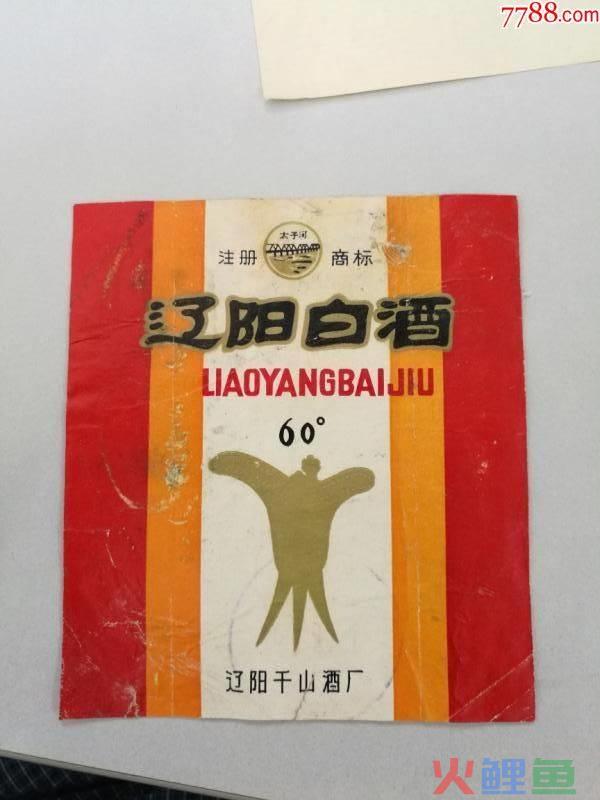 7788.com
太子河
注册 商标
辽阳白酒
LIAOYANGBAIJIU
60°
辽阳千山酒厂
火鲤鱼